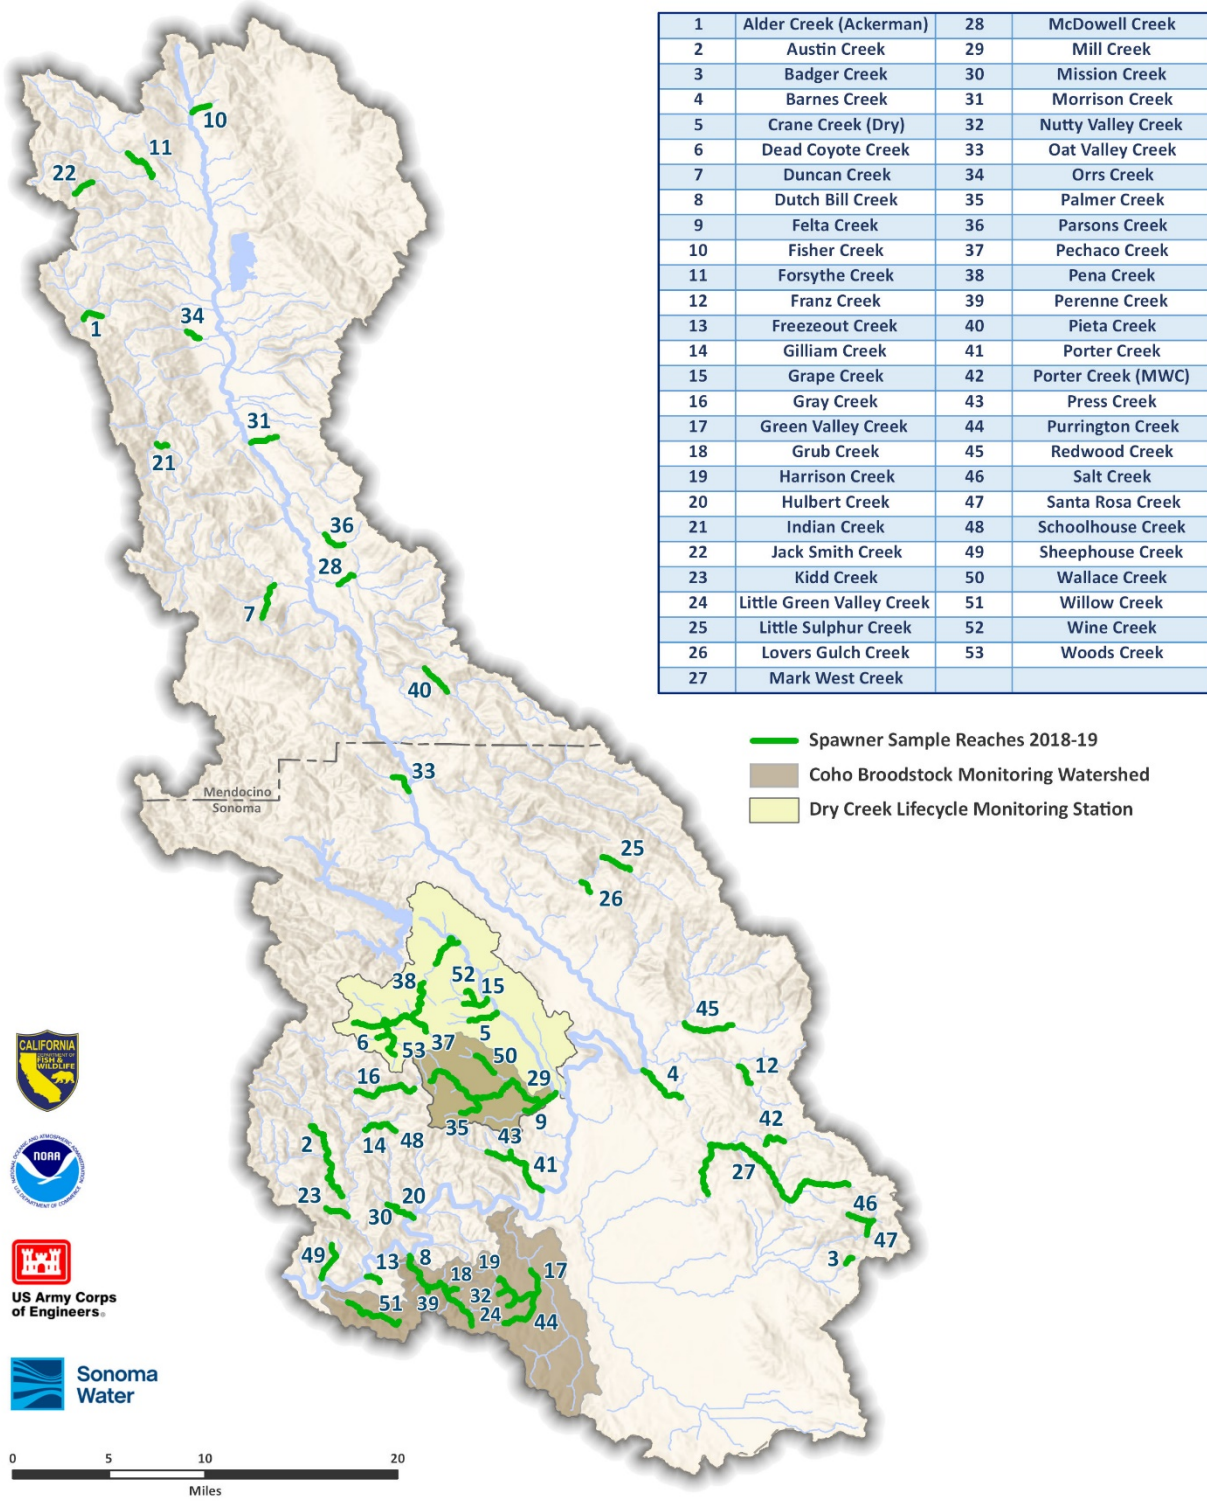 1 Alder Creek (Ackerman) 28 McDowell Creek
2 Austin Creek 29 Mill Creek
3 Badger Creek 30 Mission Creek
4 Barnes Creek 31 Morrison Creek
5 Crane Creek (Dry) 32 Nutty Valley Creek
6 Dead Coyote Creek 33 Oat Valley Creek
7 Duncan Creek 34 Orrs Creek
8 Dutch Bill Creek 35 Palmer Creek
9 Felta Creek 36 Parsons Creek
10 Fisher Creek 37 Pechaco Creek
11 Forsythe Creek 38 Pena Creek
12 Franz Creek 39 Perenne Creek
13 Freezeout Creek 40 Pieta Creek
14 Gilliam Creek 41 Porter Creek
15 Grape Creek 42 Porter Creek (MWC)
16 Gray Creek 43 Press Creek
17 Green Valley Creek 44 Purrington Creek
18 Grub Creek 45 Redwood Creek
19 Harrison Creek 46 Salt Creek
20 Hulbert Creek 47 Santa Rosa Creek
21 Indian Creek 48 Schoolhouse Creek
22 Jack Smith Creek 49 Sheephouse Creek
23 Kidd Creek 50 Wallace Creek
24 Little Green Valley Creek 51 Willow Creek
25 Little Sulphur Creek 52 Wine Creek
26 Lovers Gulch Creek 53 Woods Creek
27 Mark West Creek
Spawner Sample Reaches 2018-19
Coho Broodstock Monitoring Watershed
Dry Creek Lifecycle Monitoring Station
10
11
22
1
34
31
21
36
28
7
40
33
Mendocino
Sonoma
25
26
38
52
15
45
6
53
37
5
50
29
4
12
16
35
9
42
2
14
48
43
41
27
23
20
30
46
47
3
49
13
8
19
17
18
32
51
39
24
44
CALIFORNIA
DEPARTMENT OF
FISH &
WILDLIFE
NATIONAL OCEANIC AND ATMOSPHERIC ADMINISTRATION
NOAA
U.S. DEPARTMENT OF COMMERCE
US Army Corps
of Engineers®
Sonoma
Water
0 5 10 20
Miles